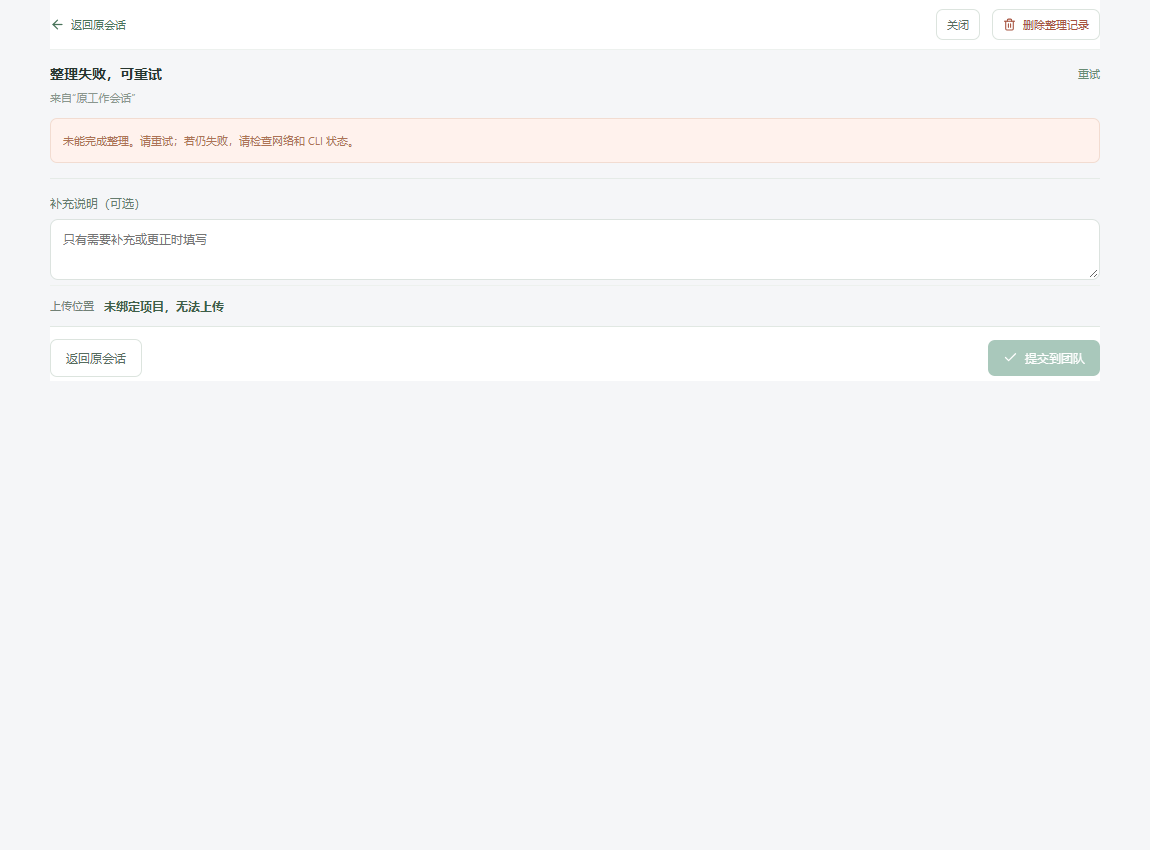 返回原会话
关闭
删除整理记录
整理失败，可重试
重试
来自“原工作会话”
未能完成整理。请重试；若仍失败，请检查网络和 CLI 状态。
补充说明（可选）
只有需要补充或更正时填写
上传位置 未绑定项目，无法上传
返回原会话
提交到团队